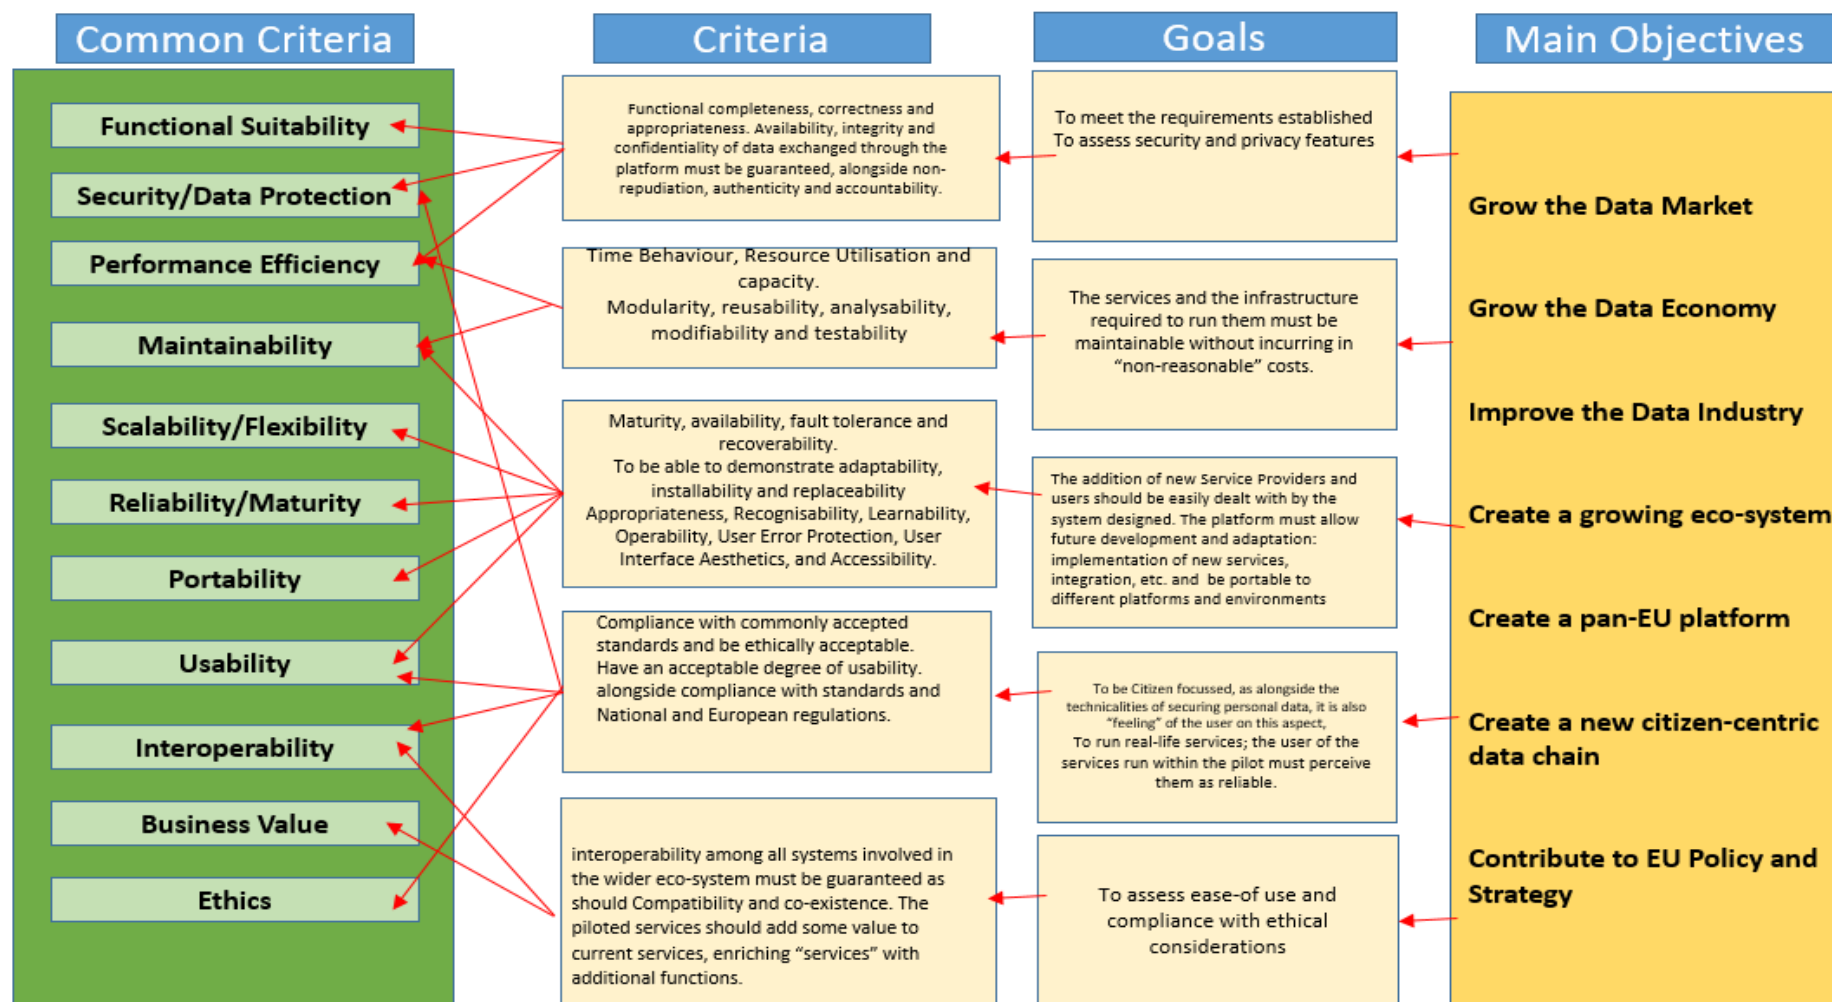 Common Criteria
Functional Suitability
Security/Data Protection
Performance Efficiency
Maintainability
Scalability/Flexibility
Reliability/Maturity
Portability
Usability
Interoperability
Business Value
Ethics
Criteria
Functional completeness, correctness and
appropriateness. Availability, integrity and
confidentiality of data exchanged through the
platform must be guaranteed, alongside non-
repudiation, authenticity and accountability.
Time Behaviour, Resource Utilisation and
capacity.
Modularity, reusability, analysability,
modifiability and testability
Maturity, availability, fault tolerance and
recoverability.
To be able to demonstrate adaptability,
installability and replaceability
Appropriateness, Recognisability, Learnability,
Operability, User Error Protection, User
Interface Aesthetics, and Accessibility.
Compliance with commonly accepted
standards and be ethically acceptable.
Have an acceptable degree of usability.
alongside compliance with standards and
National and European regulations.
interoperability among all systems involved in
the wider eco-system must be guaranteed as
should Compatibility and co-existence. The
piloted services should add some value to
current services, enriching “services” with
additional functions.
Goals
To meet the requirements established
To assess security and privacy features
The services and the infrastructure
required to run them must be
maintainable without incurring in
“non-reasonable” costs.
The addition of new Service Providers and
users should be easily dealt with by the
system designed. The platform must allow
future development and adaptation:
implementation of new services,
integration, etc. and be portable to
different platforms and environments
To be Citizen focussed, as alongside the
technicalities of securing personal data, it is also
“feeling” of the user on this aspect,
To run real-life services; the user of the
services run within the pilot must perceive
them as reliable.
To assess ease-of use and
compliance with ethical
considerations
Main Objectives
Grow the Data Market
Grow the Data Economy
Improve the Data Industry
Create a growing eco-system
Create a pan-EU platform
Create a new citizen-centric
data chain
Contribute to EU Policy and
Strategy